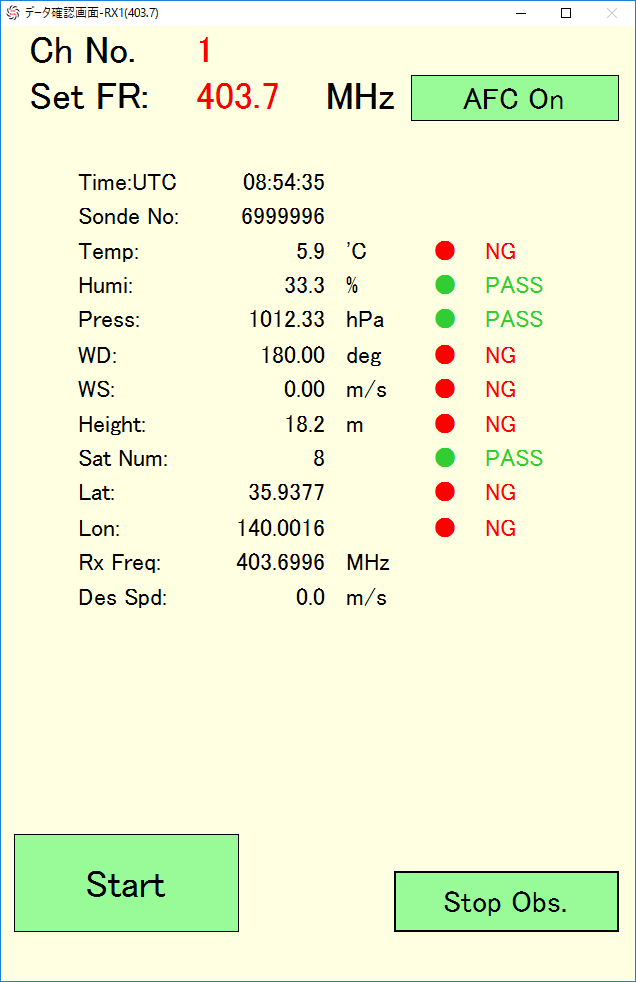 データ確認画面-RX1(403.7)
Ch No. 1
Set FR: 403.7 MHz AFC On
Time:UTC 08:54:35
Sonde No: 6999996
Temp: 5.9 'C NG
Humi: 33.3 % PASS
Press: 1012.33 hPa PASS
WD: 180.00 deg NG
WS: 0.00 m/s NG
Height: 18.2 m NG
Sat Num: 8 PASS
Lat: 35.9377 NG
Lon: 140.0016 NG
Rx Freq: 403.6996 MHz
Des Spd: 0.0 m/s
Start
Stop Obs.